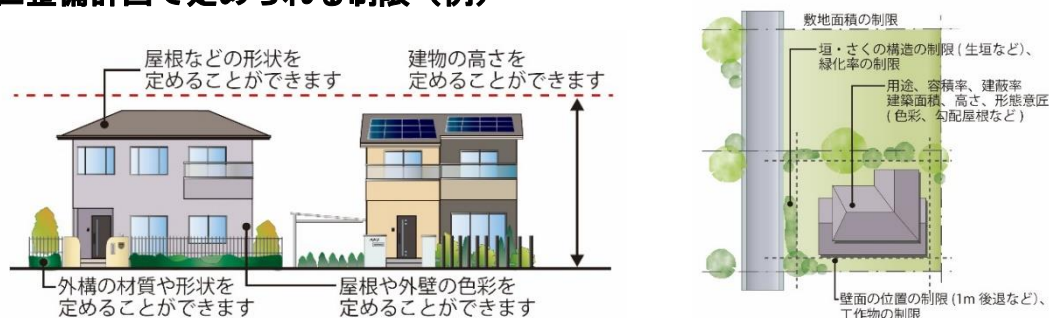 整備計画で定められる制限（例）
屋根などの形状を
定めることができます
建物の高さを
定めることができます
外構の材質や形状を
定めることができます
屋根や外壁の色彩を
定めることができます
敷地面積の制限
垣・さくの構造の制限(生垣など)、
緑化率の制限
用途、容積率、建蔽率
建築面積、高さ、形態意匠
(色彩、勾配屋根など)
壁面の位置の制限(1m後退など)、
工作物の制限